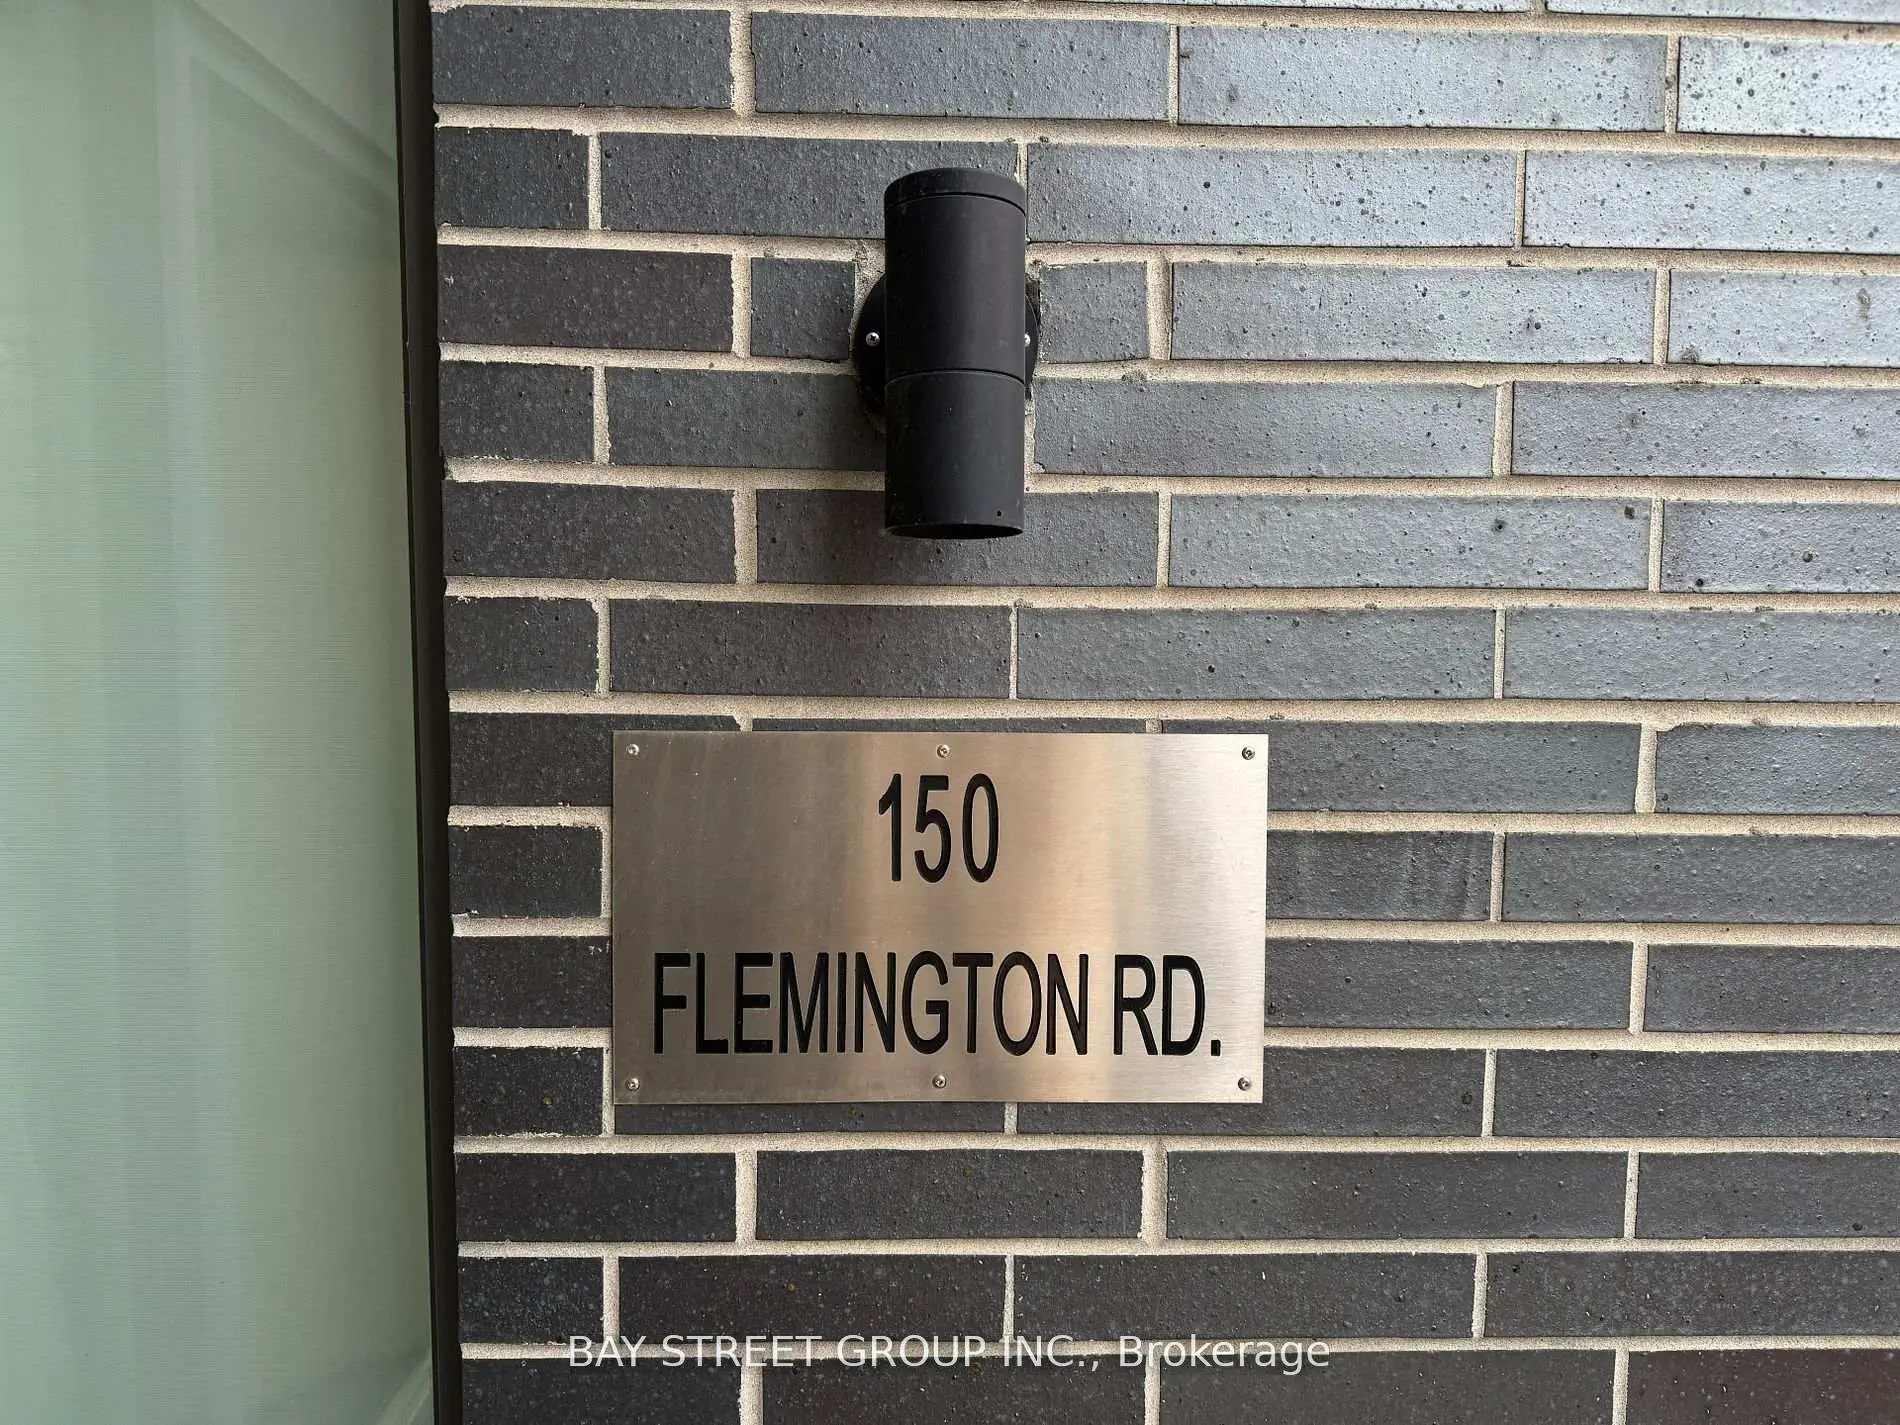 150
FLEMINGTON RD.
BAY STREET GROUP INC., Brokerage